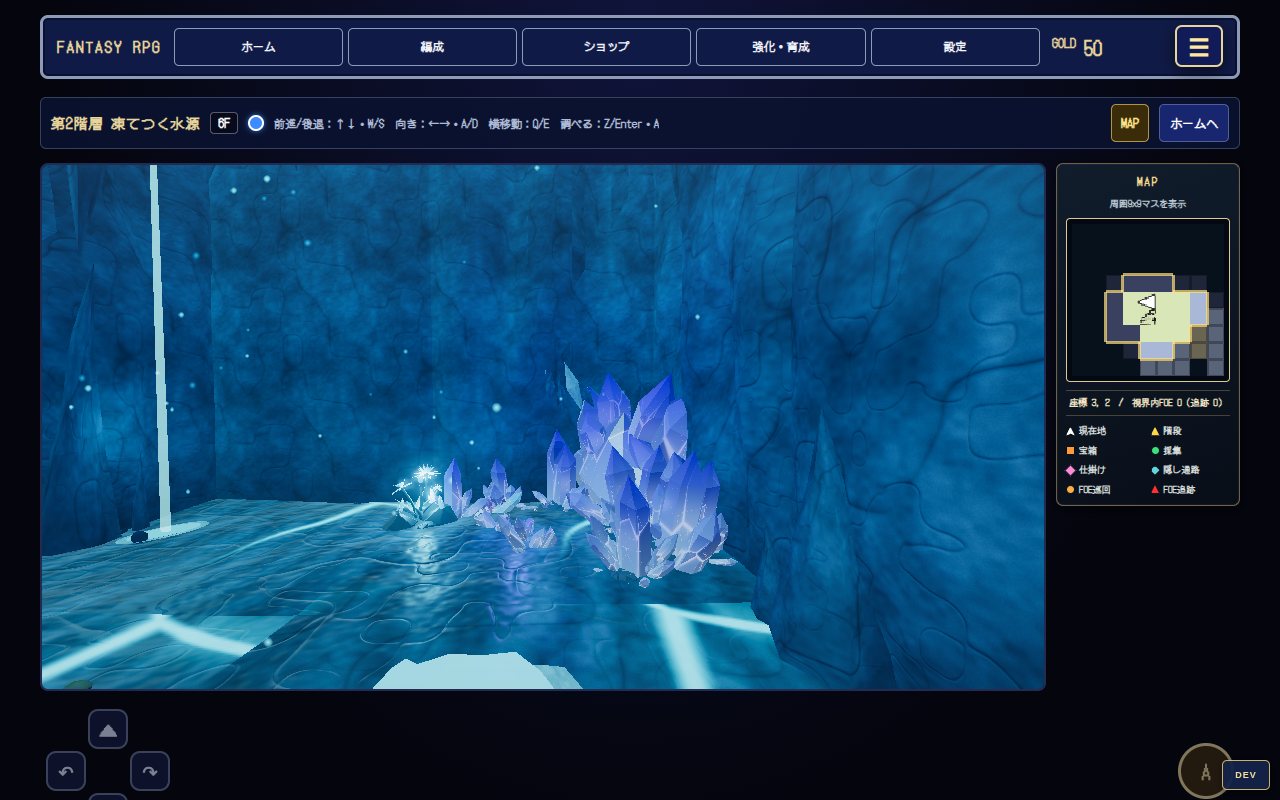 FANTASY RPG
ホーム
編成
ショップ
強化・育成
設定
GOLD 50
第2階層 凍てつく水源
6F
前進/後退：↑↓・W/S 向き：←→・A/D 横移動：Q/E 調べる：Z/Enter・A
MAP
ホームへ
MAP
周囲9x9マスを表示
座標 3, 2 / 視界内FOE 0 (追跡 0)
現在地
階段
宝箱
採集
仕掛け
隠し通路
FOE巡回
FOE追跡
A
DEV